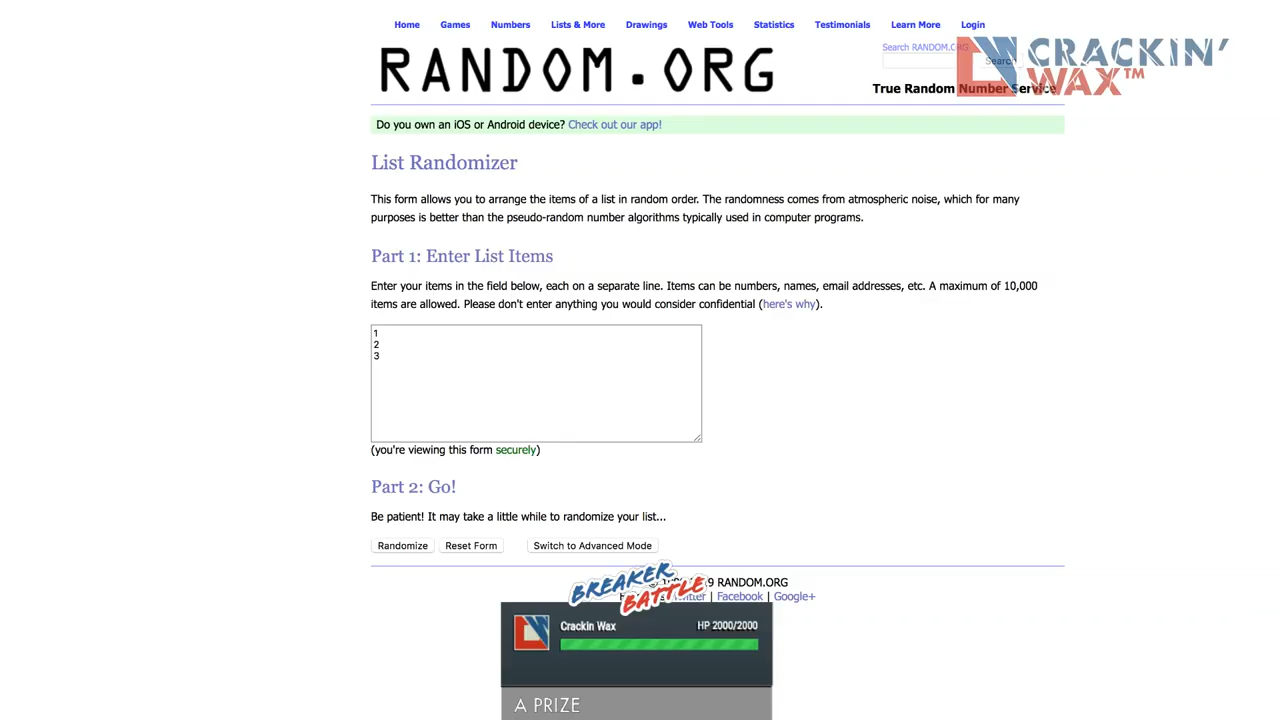 Home Games Numbers Lists & More Drawings Web Tools Statistics Testimonials Learn More Login
RANDOM.ORG
Search RANDOM.ORG
Search
True Random Number Service
CRACKIN'
WAX™
Do you own an iOS or Android device? Check out our app!
List Randomizer
This form allows you to arrange the items of a list in random order. The randomness comes from atmospheric noise, which for many
purposes is better than the pseudo-random number algorithms typically used in computer programs.
Part 1: Enter List Items
Enter your items in the field below, each on a separate line. Items can be numbers, names, email addresses, etc. A maximum of 10,000
items are allowed. Please don't enter anything you would consider confidential (here's why).
1
2
3
(you're viewing this form securely)
Part 2: Go!
Be patient! It may take a little while to randomize your list...
Randomize Reset Form Switch to Advanced Mode
RANDOM.ORG
| Facebook | Google+
BREAKER
BATTLE
Crackin Wax HP 2000/2000
A PRIZE